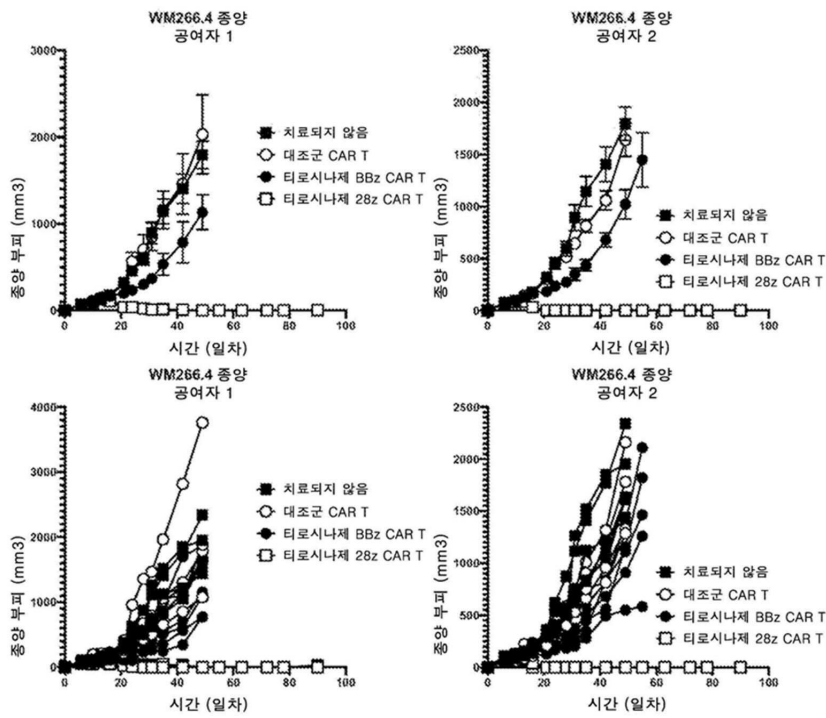 WM266.4 종양
공여자 1
3000
2000
1000
0
종양 부피 (mm3)
0 20 40 60 80 100
시간 (일차)
치료되지 않음
대조군 CAR T
티로시나제 BBz CAR T
티로시나제 28z CAR T
WM266.4 종양
공여자 2
2500
2000
1500
1000
500
0
종양 부피 (mm3)
0 20 40 60 80 100
시간 (일차)
치료되지 않음
대조군 CAR T
티로시나제 BBz CAR T
티로시나제 28z CAR T
WM266.4 종양
공여자 1
4000
3000
2000
1000
0
종양 부피 (mm3)
0 20 40 60 80 100
시간 (일차)
치료되지 않음
대조군 CAR T
티로시나제 BBz CAR T
티로시나제 28z CAR T
WM266.4 종양
공여자 2
2500
2000
1500
1000
500
0
종양 부피 (mm3)
0 20 40 60 80 100
시간 (일차)
치료되지 않음
대조군 CAR T
티로시나제 BBz CAR T
티로시나제 28z CAR T